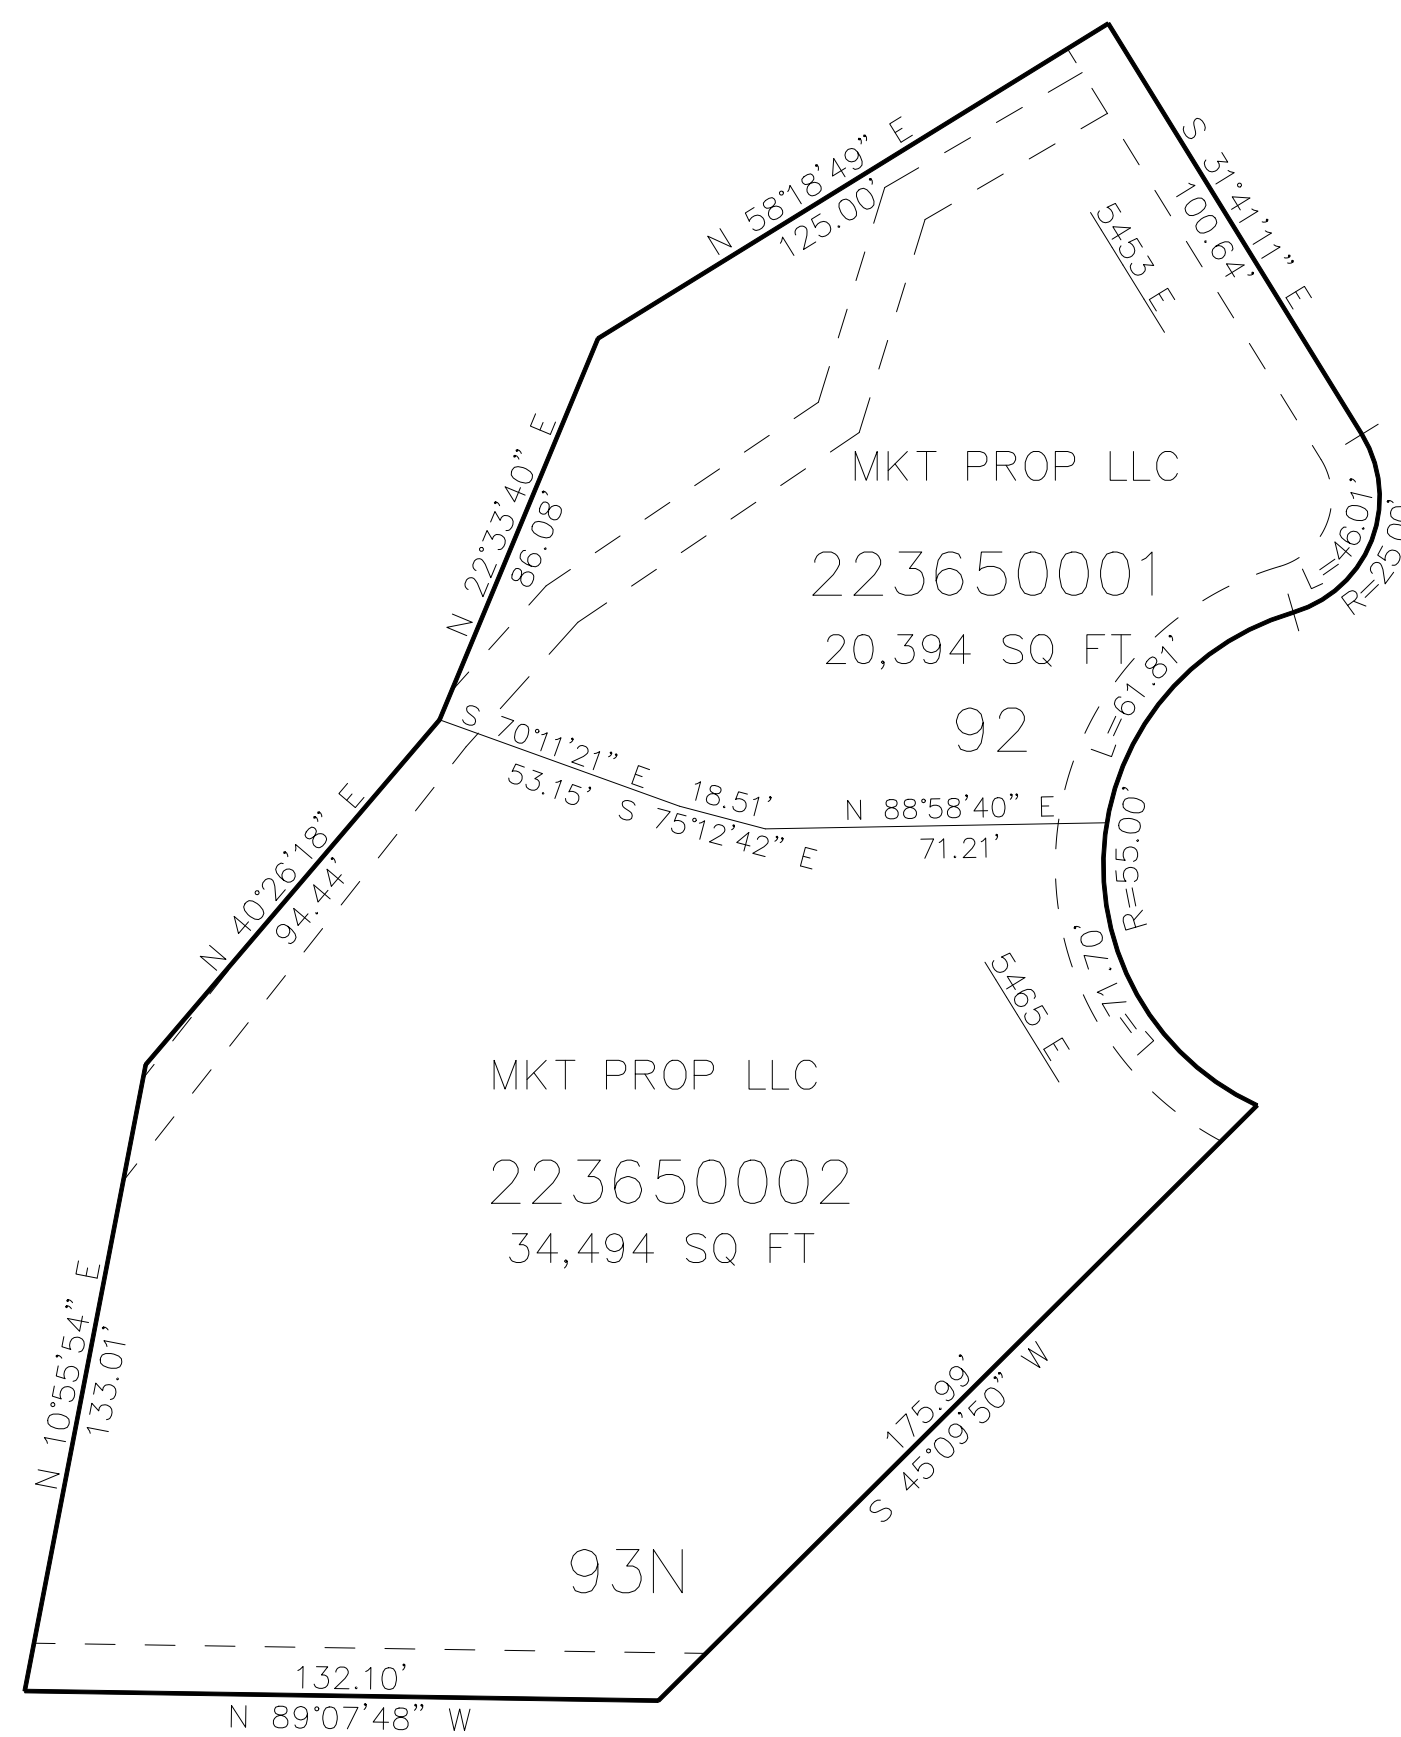 N 58°18'49" E
125.00'
S 31°41'11" E
100.64'
5453 E
N 22°33'40" E
86.08'
MKT PROP LLC
L=46.01'
R=25.00'
223650001
20,394 SQ FT
L=61.81'
92
S 70°11'21" E
53.15'
18.51'
S 75°12'42" E
N 88°58'40" E
71.21'
R=55.00'
N 40°26'18" E
94.44'
L=71.70'
5465 E
MKT PROP LLC
223650002
34,494 SQ FT
N 10°55'54" E
133.01'
175.99'
S 45°09'50" W
93N
132.10'
N 89°07'48" W